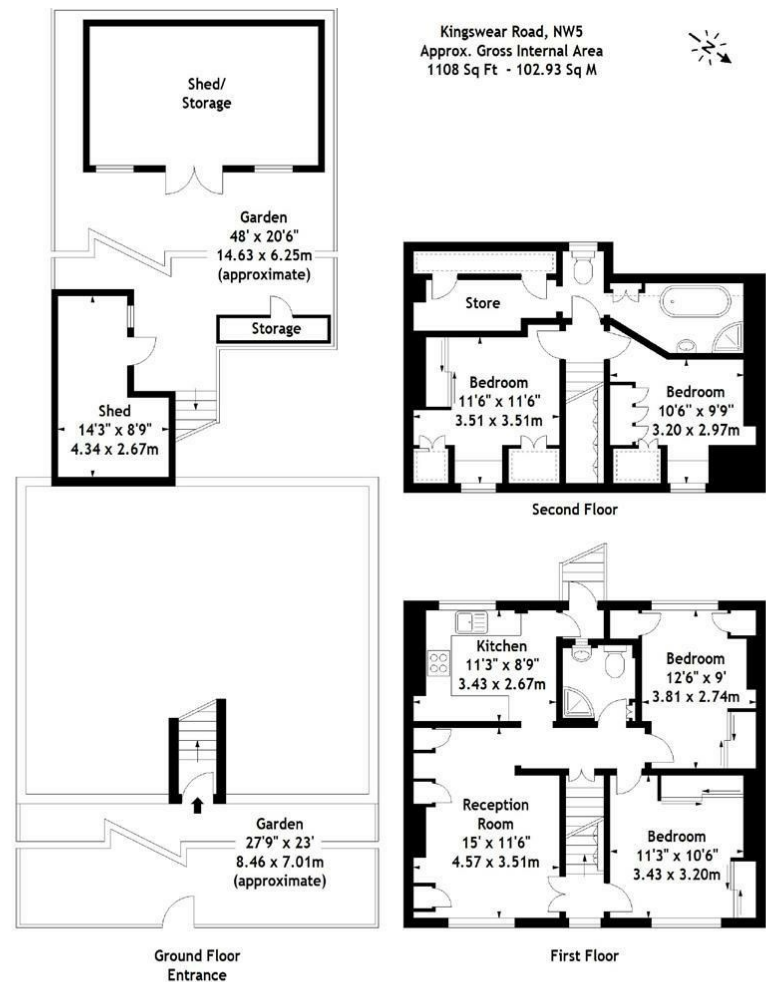 Kingswear Road, NW5
Approx. Gross Internal Area
1108 Sq Ft - 102.93 Sq M
N
Shed/
Storage
Garden
48' x 20'6"
14.63 x 6.25m
(approximate)
Storage
Shed
14'3" x 8'9"
4.34 x 2.67m
Garden
27'9" x 23'
8.46 x 7.01m
(approximate)
Ground Floor
Entrance
Store
Bedroom
11'6" x 11'6"
3.51 x 3.51m
Bedroom
10'6" x 9'9"
3.20 x 2.97m
Second Floor
Kitchen
11'3" x 8'9"
3.43 x 2.67m
Bedroom
12'6" x 9'
3.81 x 2.74m
Reception
Room
15' x 11'6"
4.57 x 3.51m
Bedroom
11'3" x 10'6"
3.43 x 3.20m
First Floor